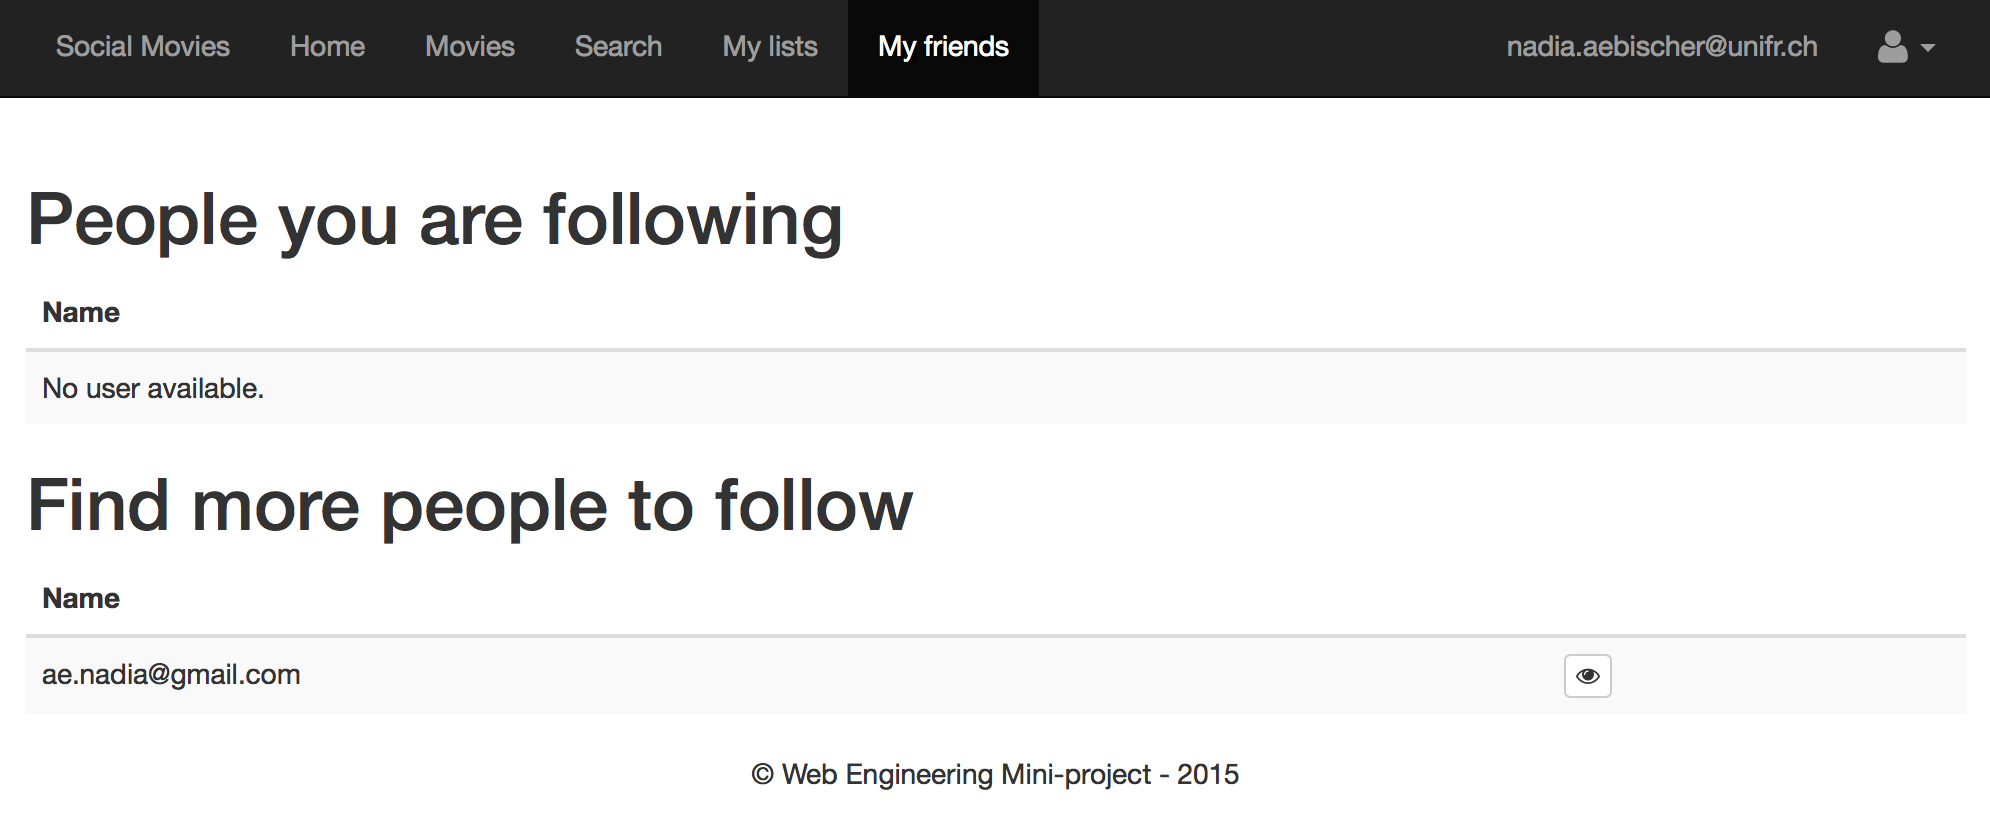 Social Movies Home Movies Search My lists My friends nadia.aebischer@unifr.ch
People you are following
Name
No user available.
Find more people to follow
Name
ae.nadia@gmail.com
© Web Engineering Mini-project - 2015